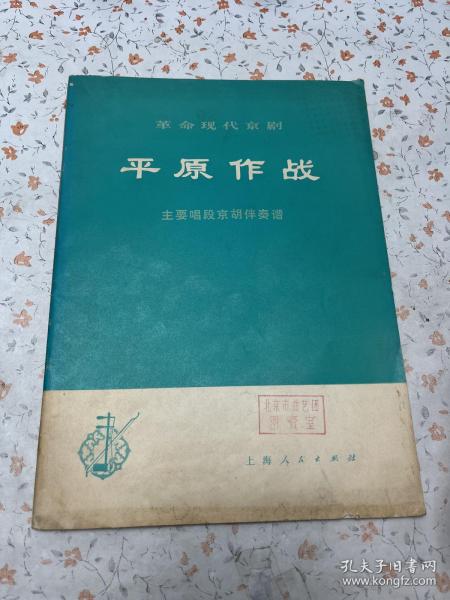 革命现代京剧
平原作战
主要唱段京胡伴奏谱
北京市曲艺团
图书室
上海人民出版社
孔夫子旧书网
www.kongfz.com